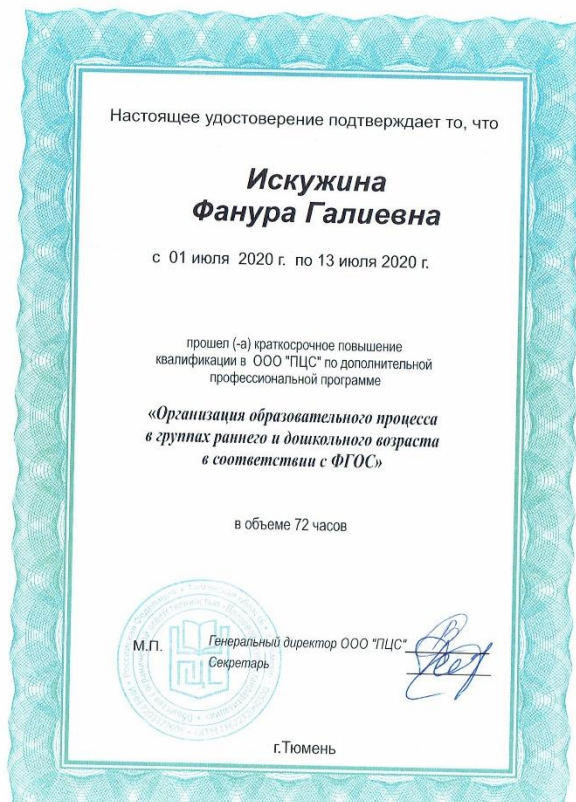 Настоящее удостоверение подтверждает то, что
Искужина
Фанура Галиевна
с 01 июля 2020 г. по 13 июля 2020 г.
прошел (-а) краткосрочное повышение
квалификации в ООО "ПЦС" по дополнительной
профессиональной программе
«Организация образовательного процесса
в группах раннего и дошкольного возраста
в соответствии с ФГОС»
в объеме 72 часов
М.П.
Генеральный директор ООО "ПЦС"
Секретарь
ПЦС
г.Тюмень